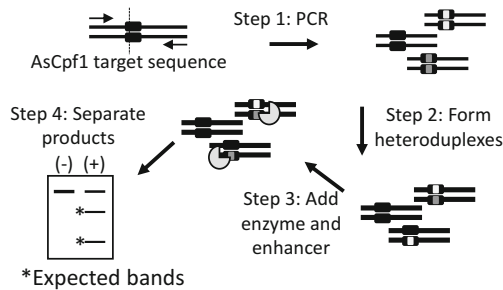 Step 1: PCR
AsCpf1 target sequence
Step 2: Form
heteroduplexes
Step 3: Add
enzyme and
enhancer
Step 4: Separate
products
(-) (+)
*
*
*Expected bands